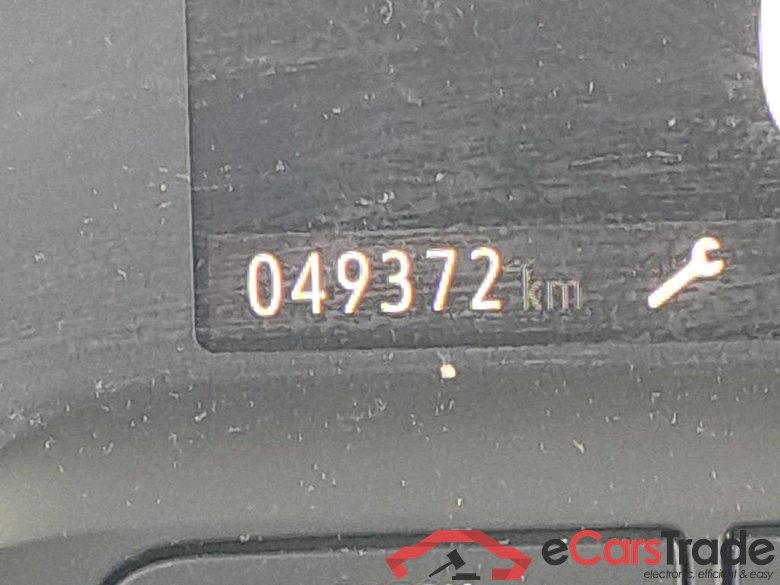 049372 km
eCarsTrade
electronic, efficient & easy